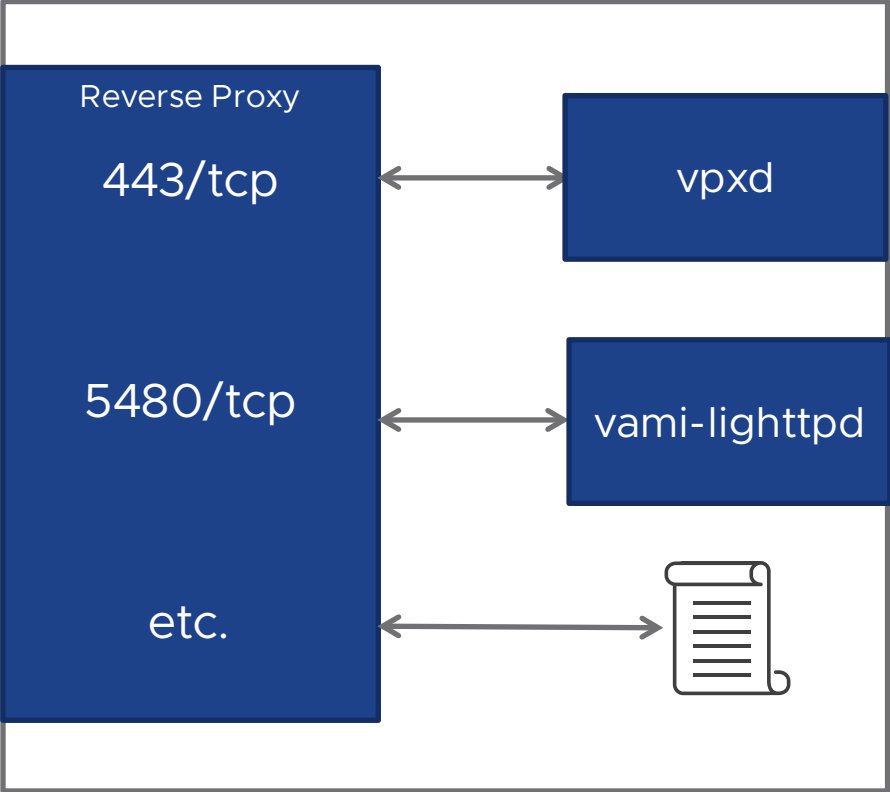 Reverse Proxy
443/tcp
vpxd
5480/tcp
vami-lighttpd
etc.